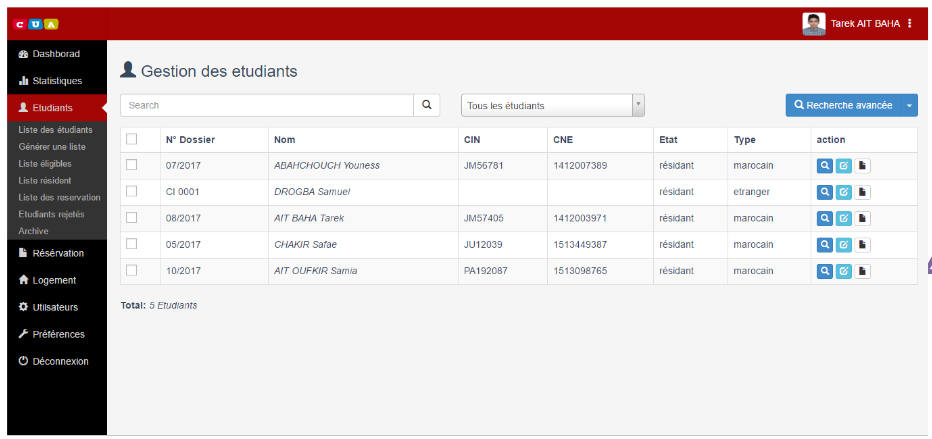 CUA
Tarek AIT BAHA
Dashborad
Statistiques
Etudiants
Liste des étudiants
Générer une liste
Liste éligibles
Liste résident
Liste des reservation
Etudiants rejetés
Archive
Résérvation
Logement
Utilsateurs
Préférences
Déconnexion
Gestion des etudiants
Search
Tous les étudiants
Recherche avancée
N° Dossier Nom CIN CNE Etat Type action
07/2017 ABAHCHOUCH Youness JM56781 1412007389 résidant marocain
CI 0001 DROGBA Samuel résidant etranger
08/2017 AIT BAHA Tarek JM57405 1412003971 résidant marocain
05/2017 CHAKIR Safae JU12039 1513449387 résidant marocain
10/2017 AIT OUFKIR Samia PA192087 1513098765 résidant marocain
Total: 5 Etudiants